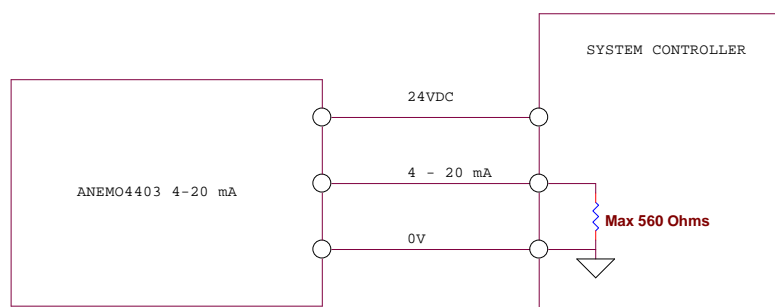 SYSTEM CONTROLLER
24VDC
ANEMO4403 4-20 mA
4 - 20 mA
Max 560 Ohms
0V